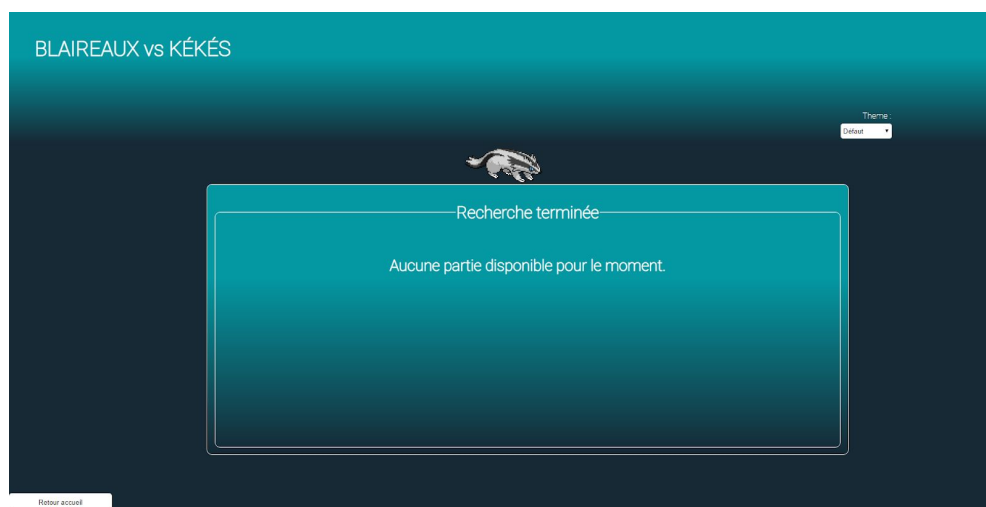 BLAIREAUX vs KÉKÉS
Theme :
Défaut
Recherche terminée
Aucune partie disponible pour le moment.
Retour accueil